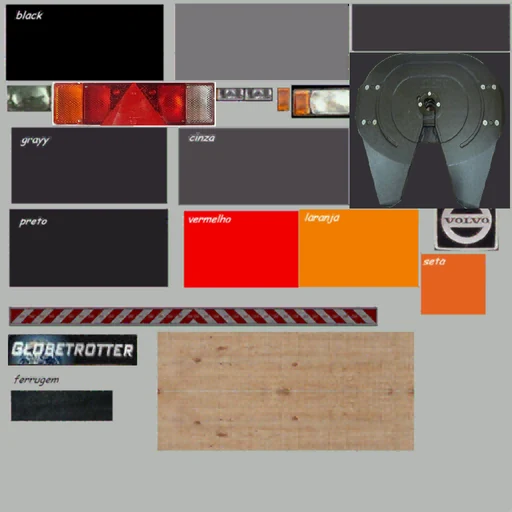 black
grayy
cinza
preto
vermelho
laranja
VOLVO
seta
GLOBETROTTER
ferrugem